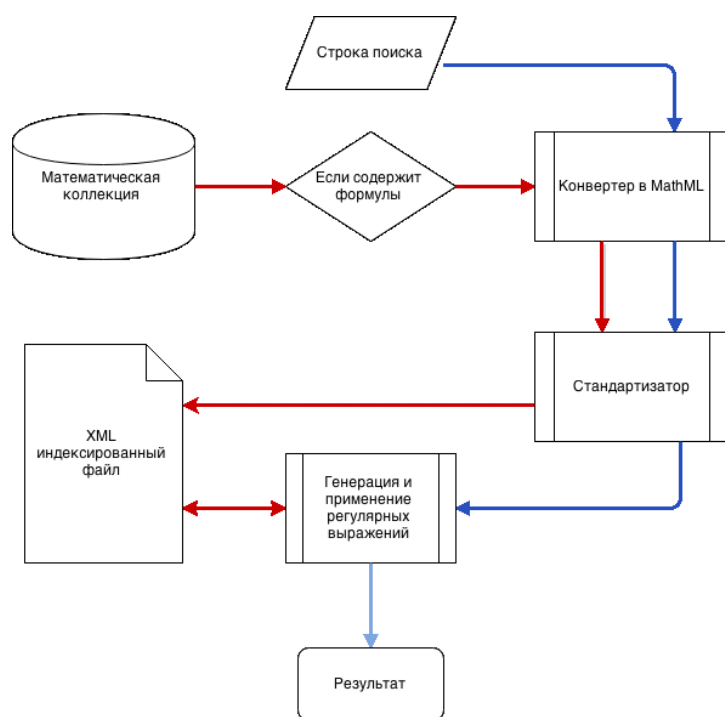 Строка поиска
Математическая
коллекция
Если содержит
формулы
Конвертер в MathML
Стандартизатор
XML
индексированный
файл
Генерация и
применение
регулярных
выражений
Результат